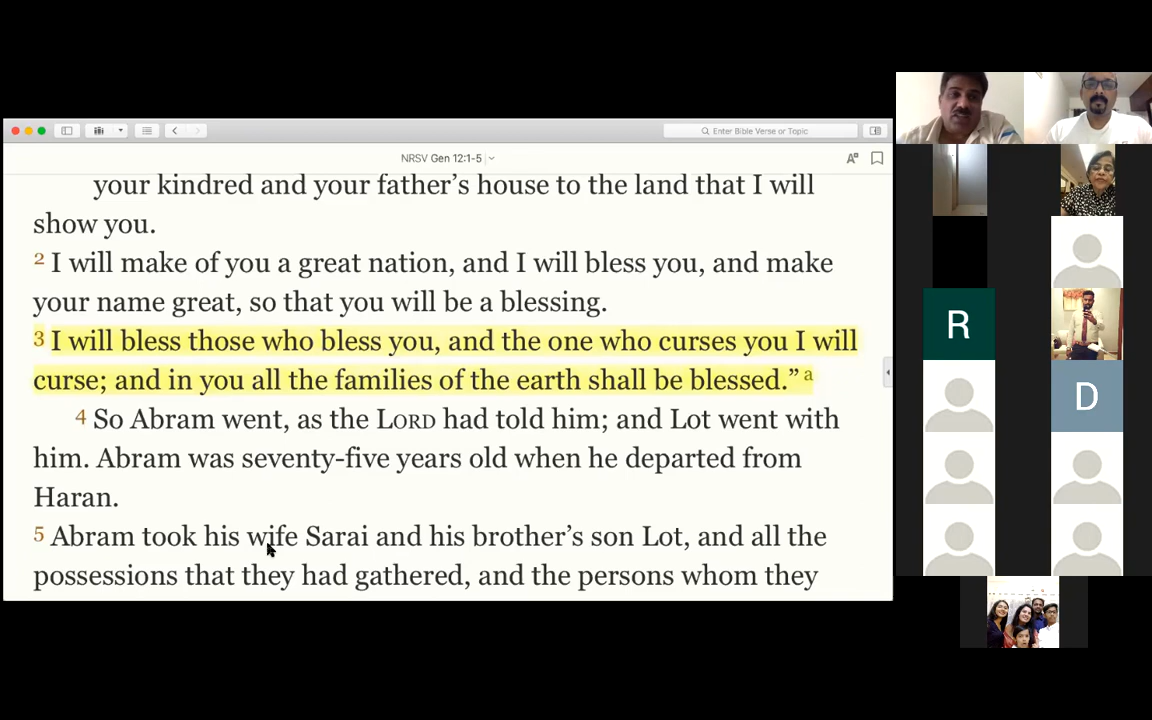 Enter Bible Verse or Topic
NRSV Gen 12:1-5
your kindred and your father’s house to the land that I will
show you.
2 I will make of you a great nation, and I will bless you, and make
your name great, so that you will be a blessing.
3 I will bless those who bless you, and the one who curses you I will
curse; and in you all the families of the earth shall be blessed.” a
4 So Abram went, as the LORD had told him; and Lot went with
him. Abram was seventy-five years old when he departed from
Haran.
5 Abram took his wife Sarai and his brother’s son Lot, and all the
possessions that they had gathered, and the persons whom they
R
D